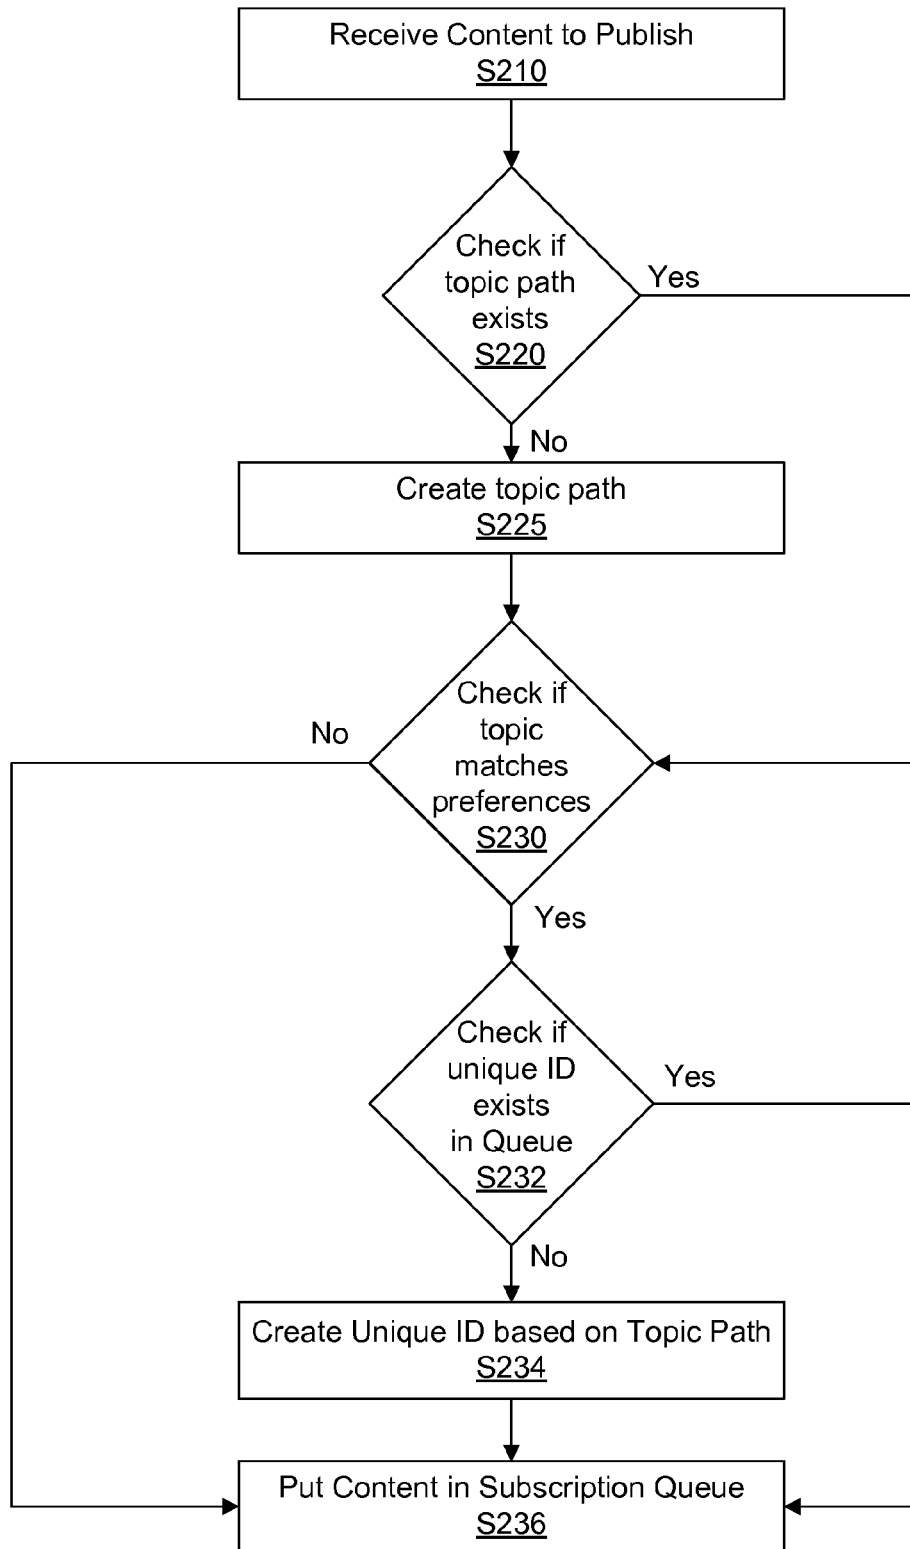 Receive Content to Publish
S210
Check if
topic path
exists
S220
Yes
No
Create topic path
S225
Check if
topic
matches
preferences
S230
No
Yes
Check if
unique ID
exists
in Queue
S232
Yes
No
Create Unique ID based on Topic Path
S234
Put Content in Subscription Queue
S236